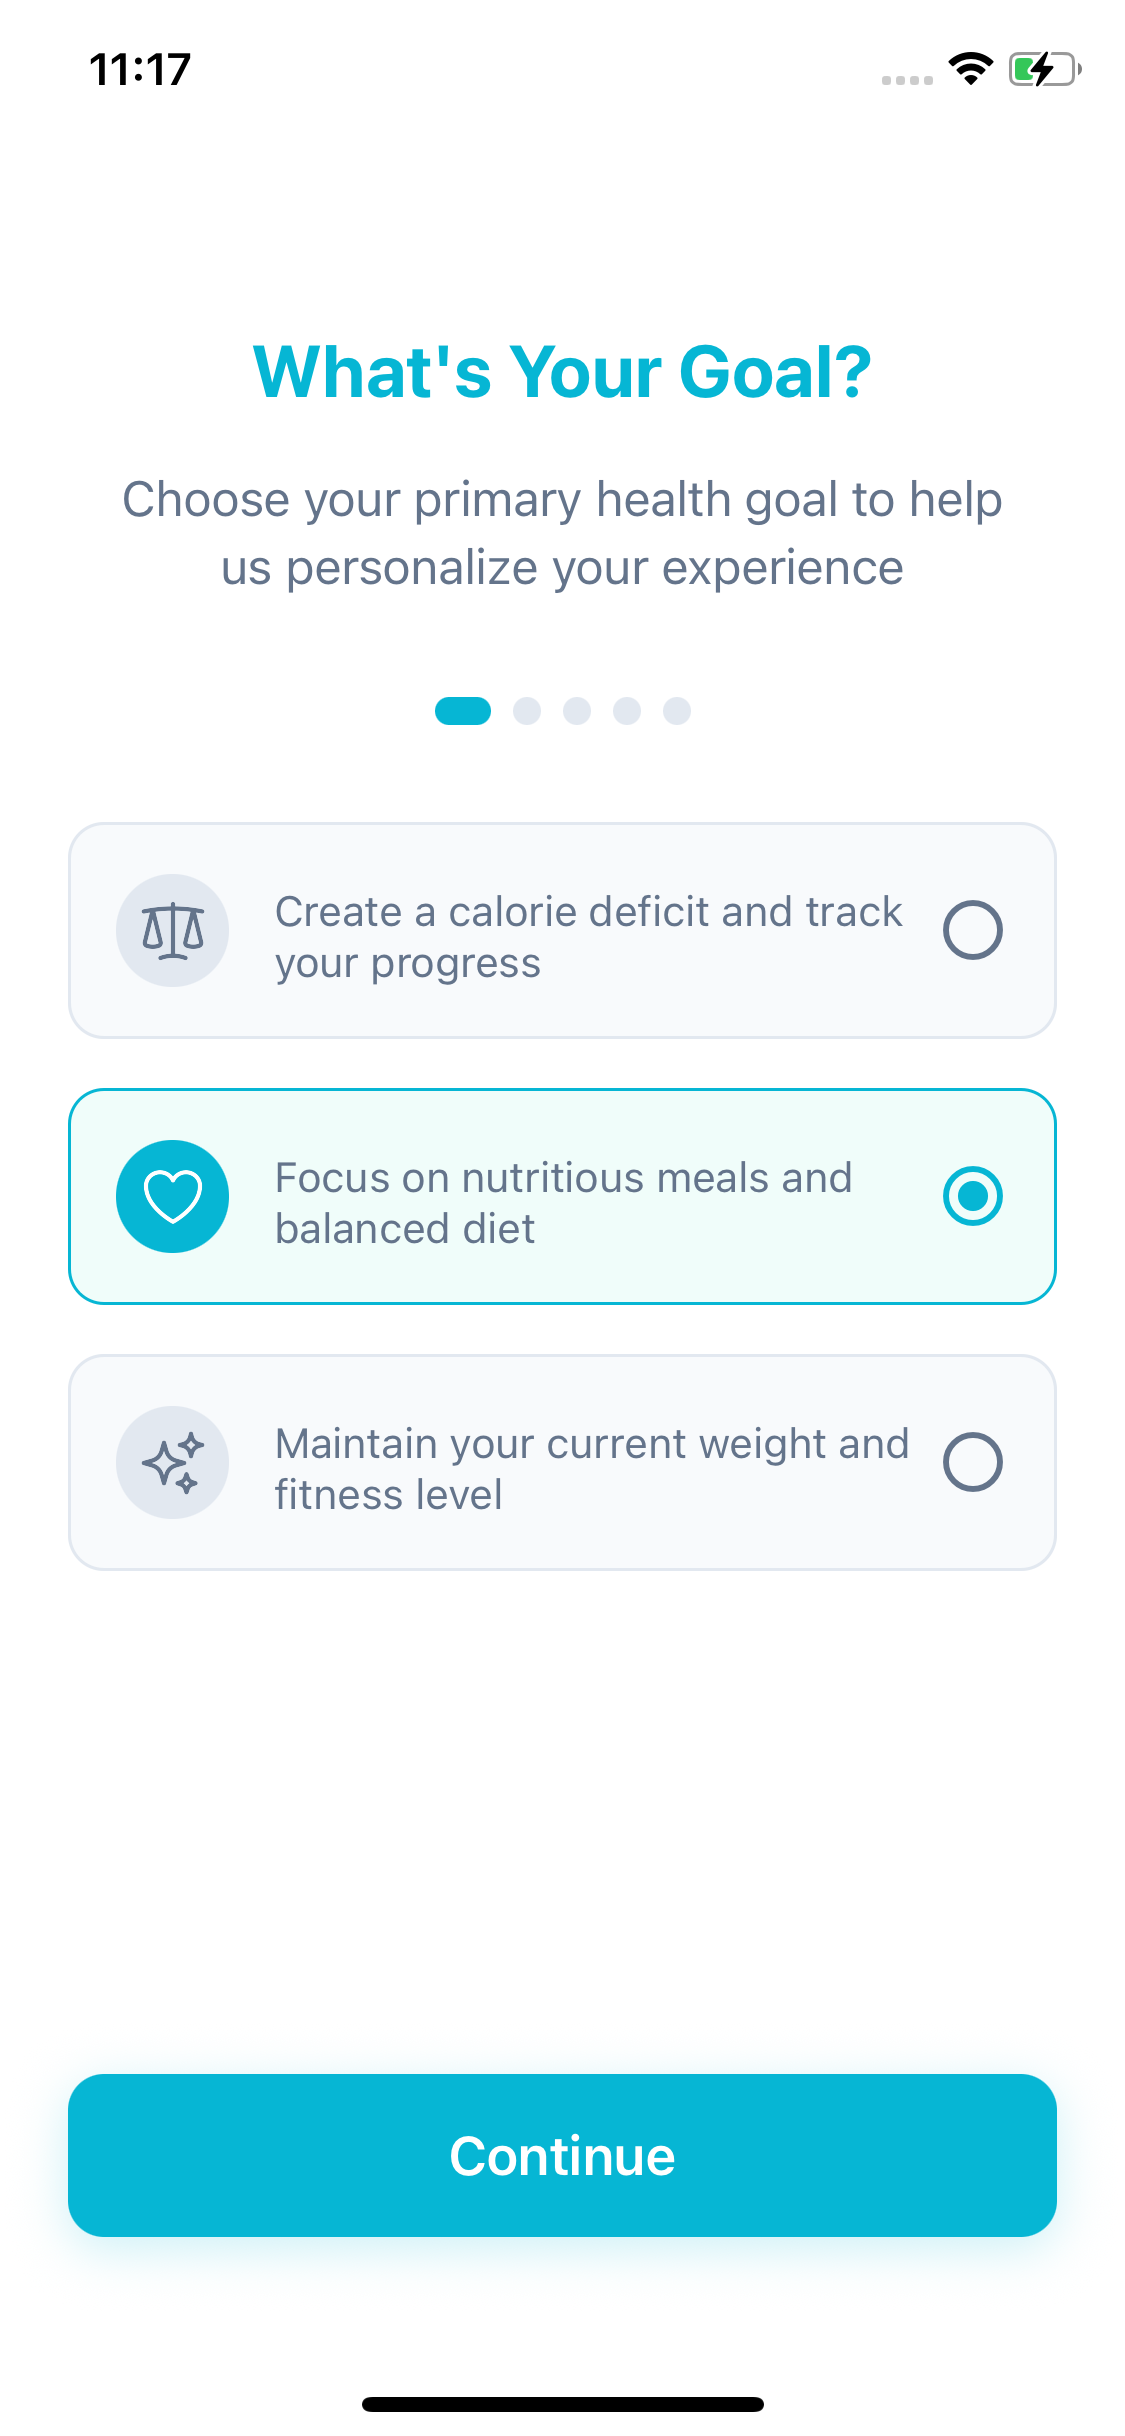 11:17
What's Your Goal?
Choose your primary health goal to help
us personalize your experience
Create a calorie deficit and track
your progress
Focus on nutritious meals and
balanced diet
Maintain your current weight and
fitness level
Continue